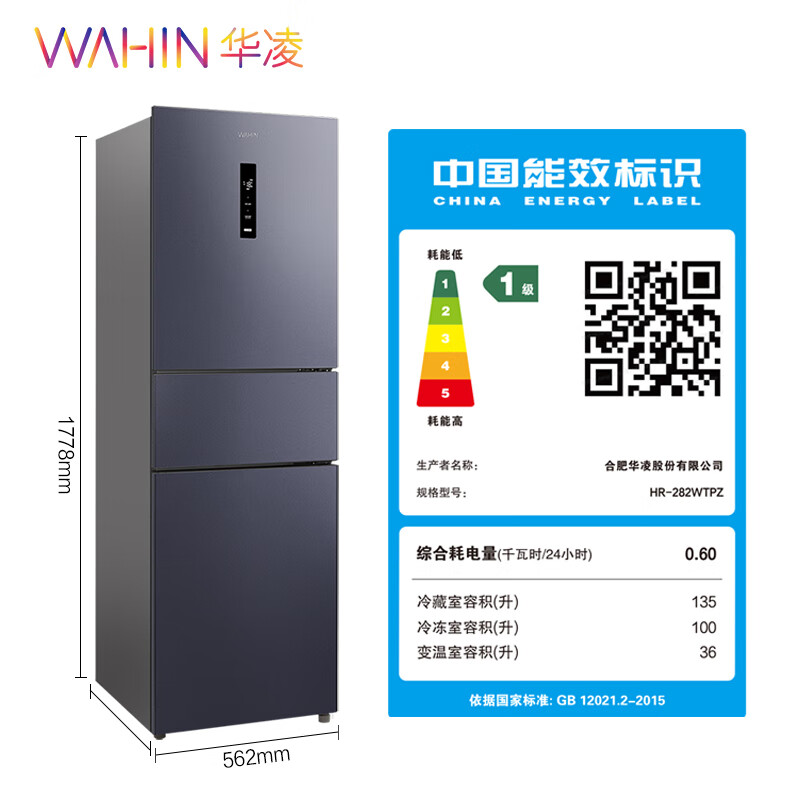 WAHIN 华凌
WAHIN
1778mm
562mm
中国能效标识
CHINA ENERGY LABEL
耗能低
1
2
3
4
5
耗能高
1级
生产者名称: 合肥华凌股份有限公司
规格型号: HR-282WTPZ
综合耗电量(千瓦时/24小时) 0.60
冷藏室容积(升) 135
冷冻室容积(升) 100
变温室容积(升) 36
依据国家标准: GB 12021.2-2015